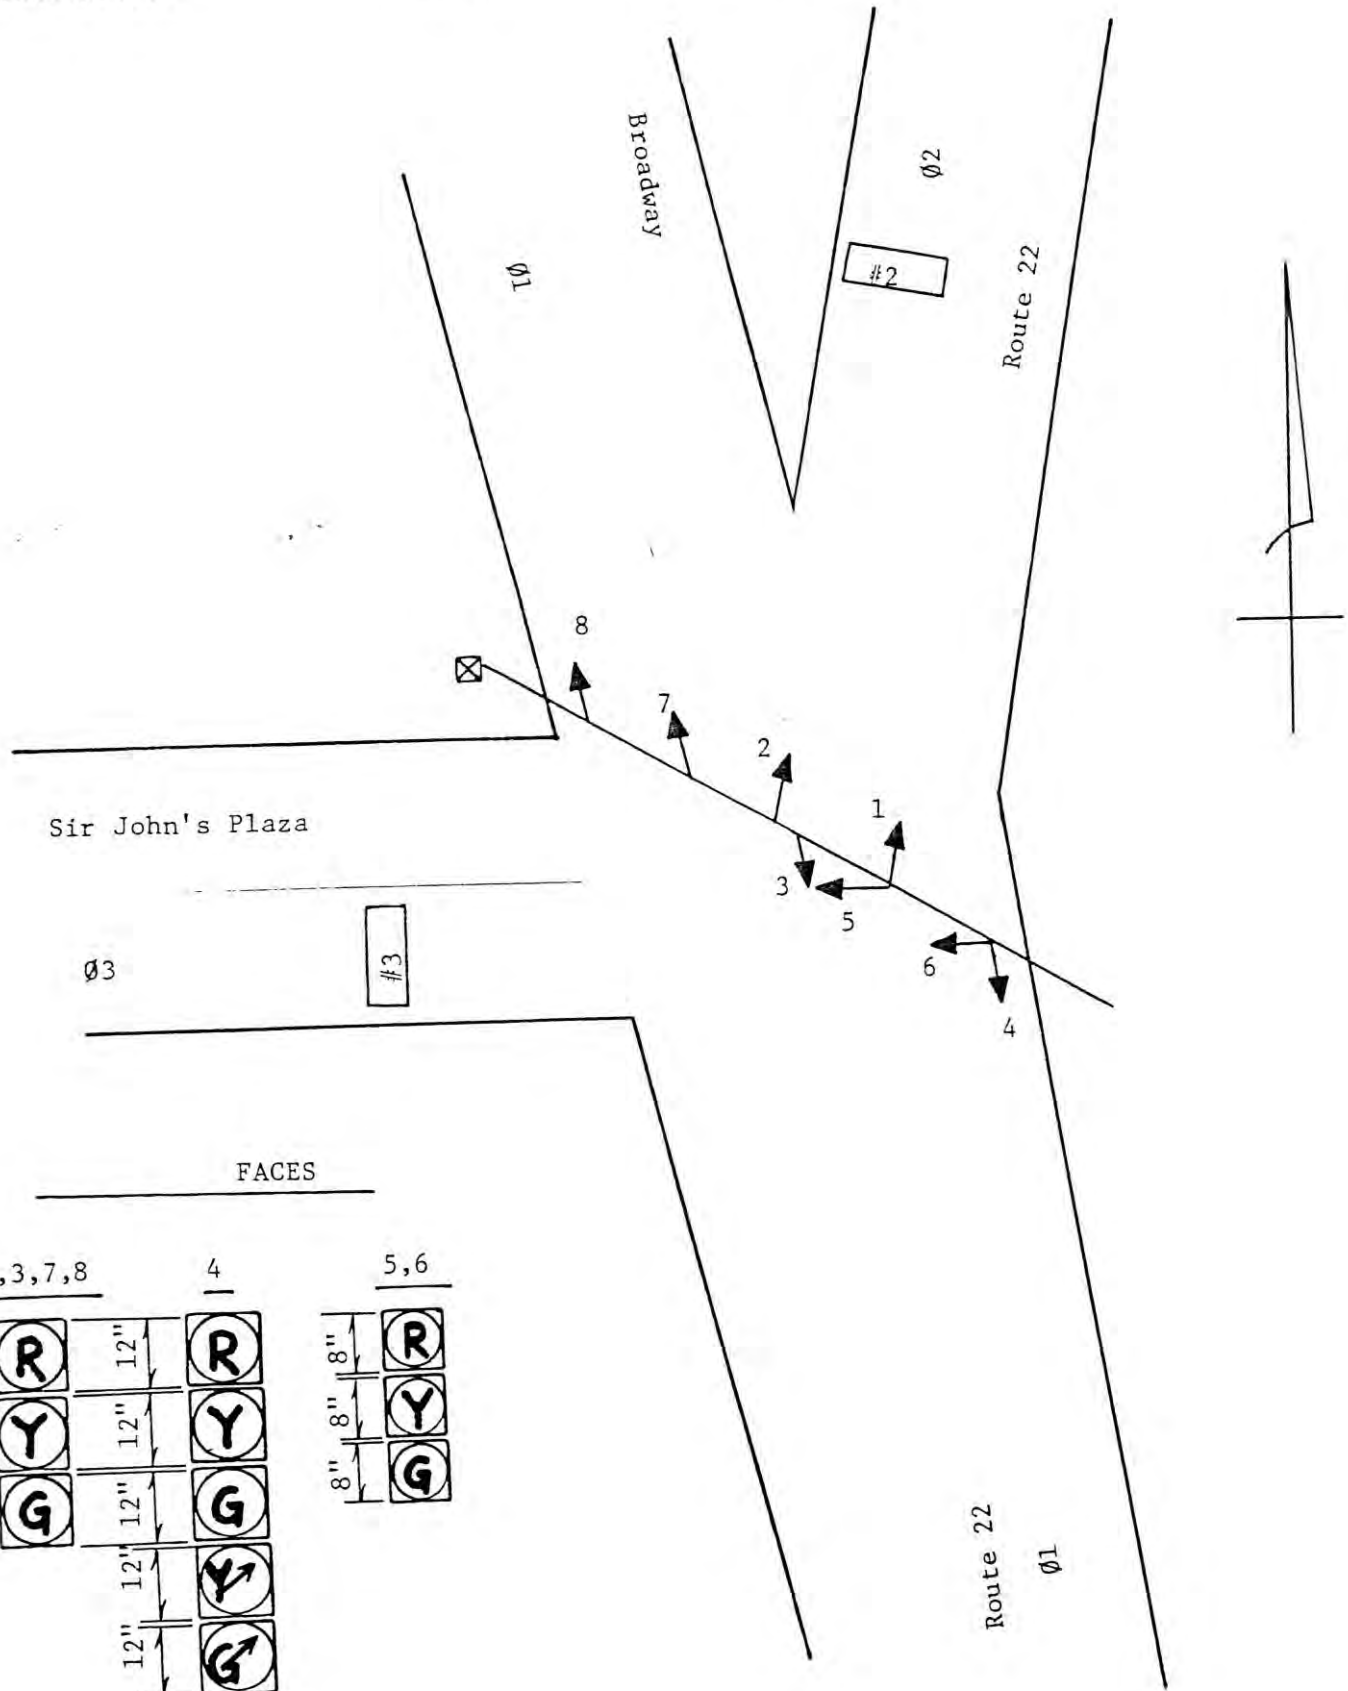 Broadway
Ø2
Ø1
#2
Route 22
8
7
2
1
Sir John's Plaza
3
5
Ø3
#3
6
4
FACES
,3,7,8
4
5,6
R
12"
R
8"
R
Y
12"
Y
8"
Y
G
12"
G
8"
G
12"
Y
12"
G
Route 22
Ø1